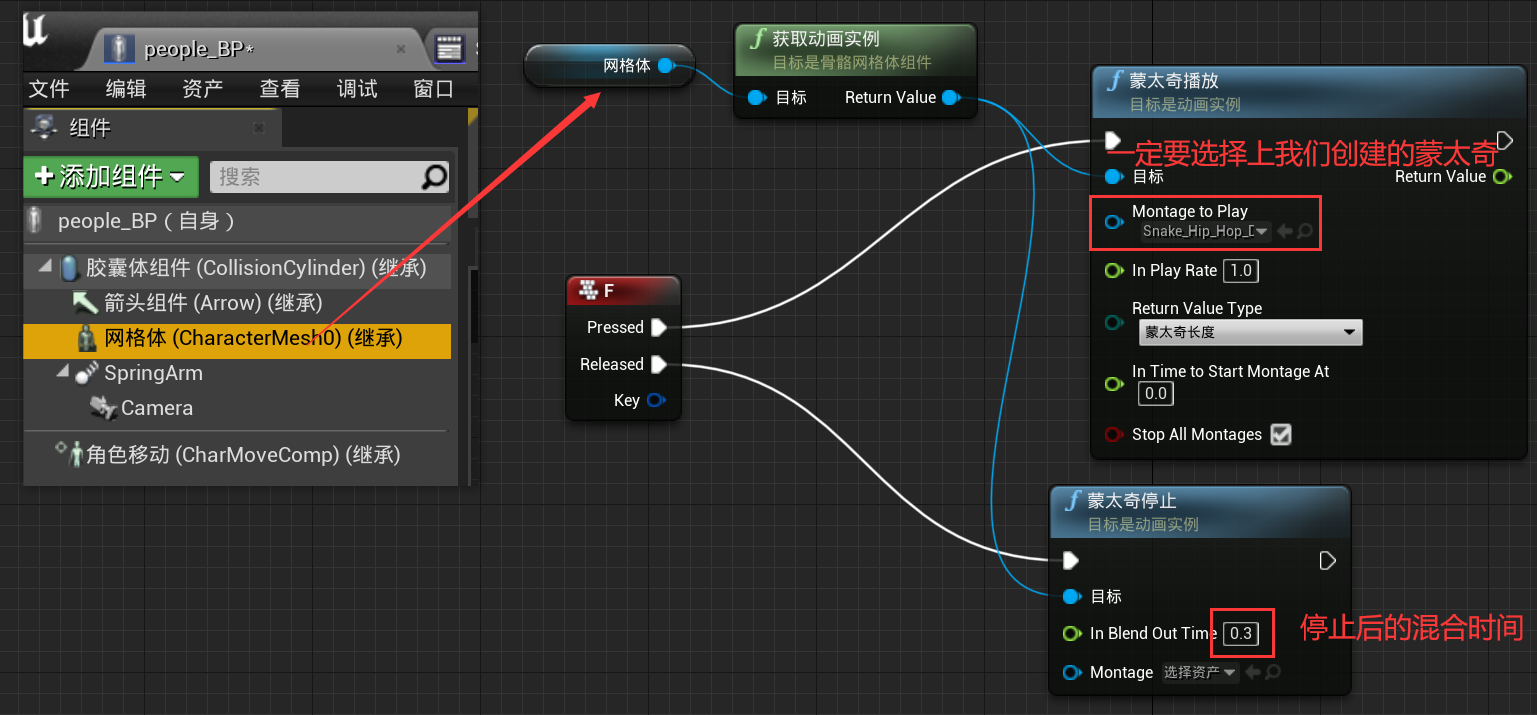 people_BP*
文件 编辑 资产 查看 调试 窗口
组件
添加组件
搜索
people_BP（自身）
胶囊体组件 (CollisionCylinder) (继承)
箭头组件 (Arrow) (继承)
网格体 (CharacterMesh0) (继承)
SpringArm
Camera
角色移动 (CharMoveComp) (继承)
网格体
获取动画实例
目标是骨骼网格体组件
目标 Return Value
F
Pressed
Released
Key
蒙太奇播放
目标是动画实例
一定要选择上我们创建的蒙太奇
目标
Return Value
Montage to Play
Snake_Hip_Hop_D
In Play Rate 1.0
Return Value Type
蒙太奇长度
In Time to Start Montage At
0.0
Stop All Montages
蒙太奇停止
目标是动画实例
目标
In Blend Out Time 0.3
停止后的混合时间
Montage 选择资产